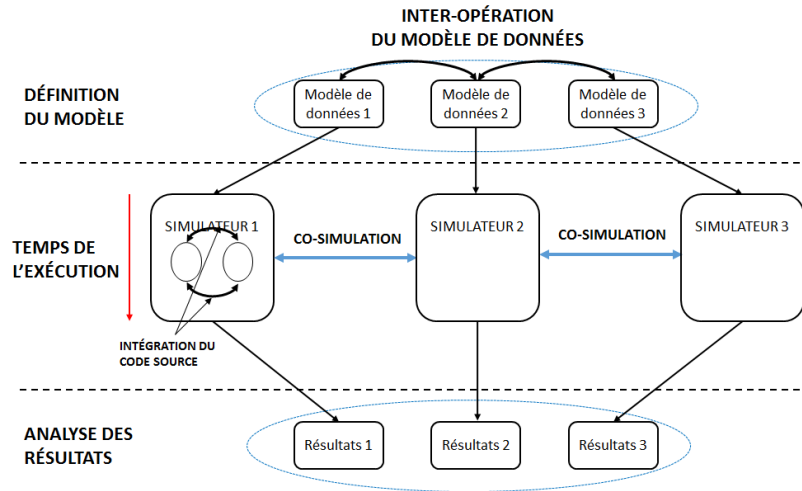 INTER-OPÉRATION
DU MODÈLE DE DONNÉES
DÉFINITION
DU MODÈLE
Modèle de
données 1
Modèle de
données 2
Modèle de
données 3
TEMPS DE
L'EXÉCUTION
SIMULATEUR 1
CO-SIMULATION
SIMULATEUR 2
CO-SIMULATION
SIMULATEUR 3
INTÉGRATION DU
CODE SOURCE
ANALYSE DES
RÉSULTATS
Résultats 1
Résultats 2
Résultats 3